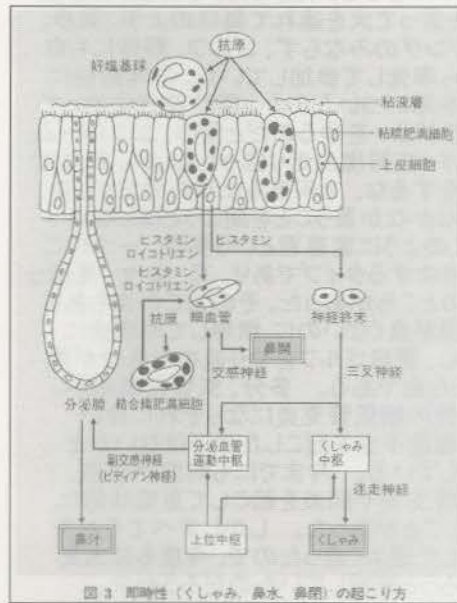 抗原
好塩基球
粘液層
粘膜肥満細胞
上皮細胞
ヒスタミン
ロイコトリエン
ヒスタミン
ヒスタミン
ロイコトリエン
細血管
神経終末
抗原
鼻閉
交感神経
三叉神経
分泌腺
結合織肥満細胞
副交感神経
(ビディアン神経)
分泌血管
運動中枢
くしゃみ
中枢
迷走神経
鼻汁
上位中枢
くしゃみ
図 3 即時性(くしゃみ、鼻水、鼻閉)の起こり方